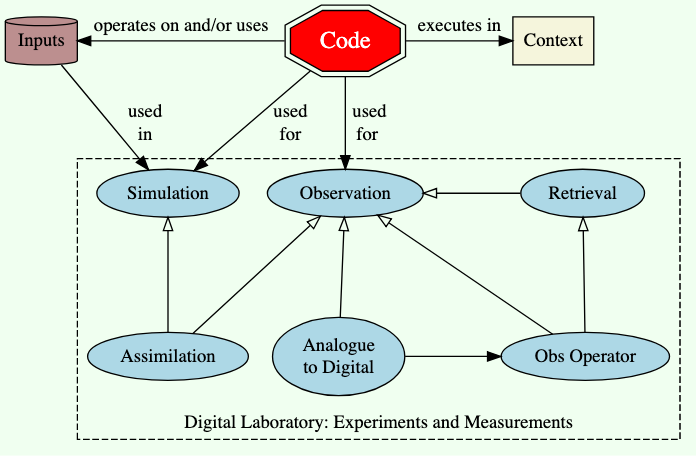 Inputs
operates on and/or uses
Code
executes in
Context
used
in
used
for
used
for
Simulation
Observation
Retrieval
Assimilation
Analogue
to Digital
Obs Operator
Digital Laboratory: Experiments and Measurements